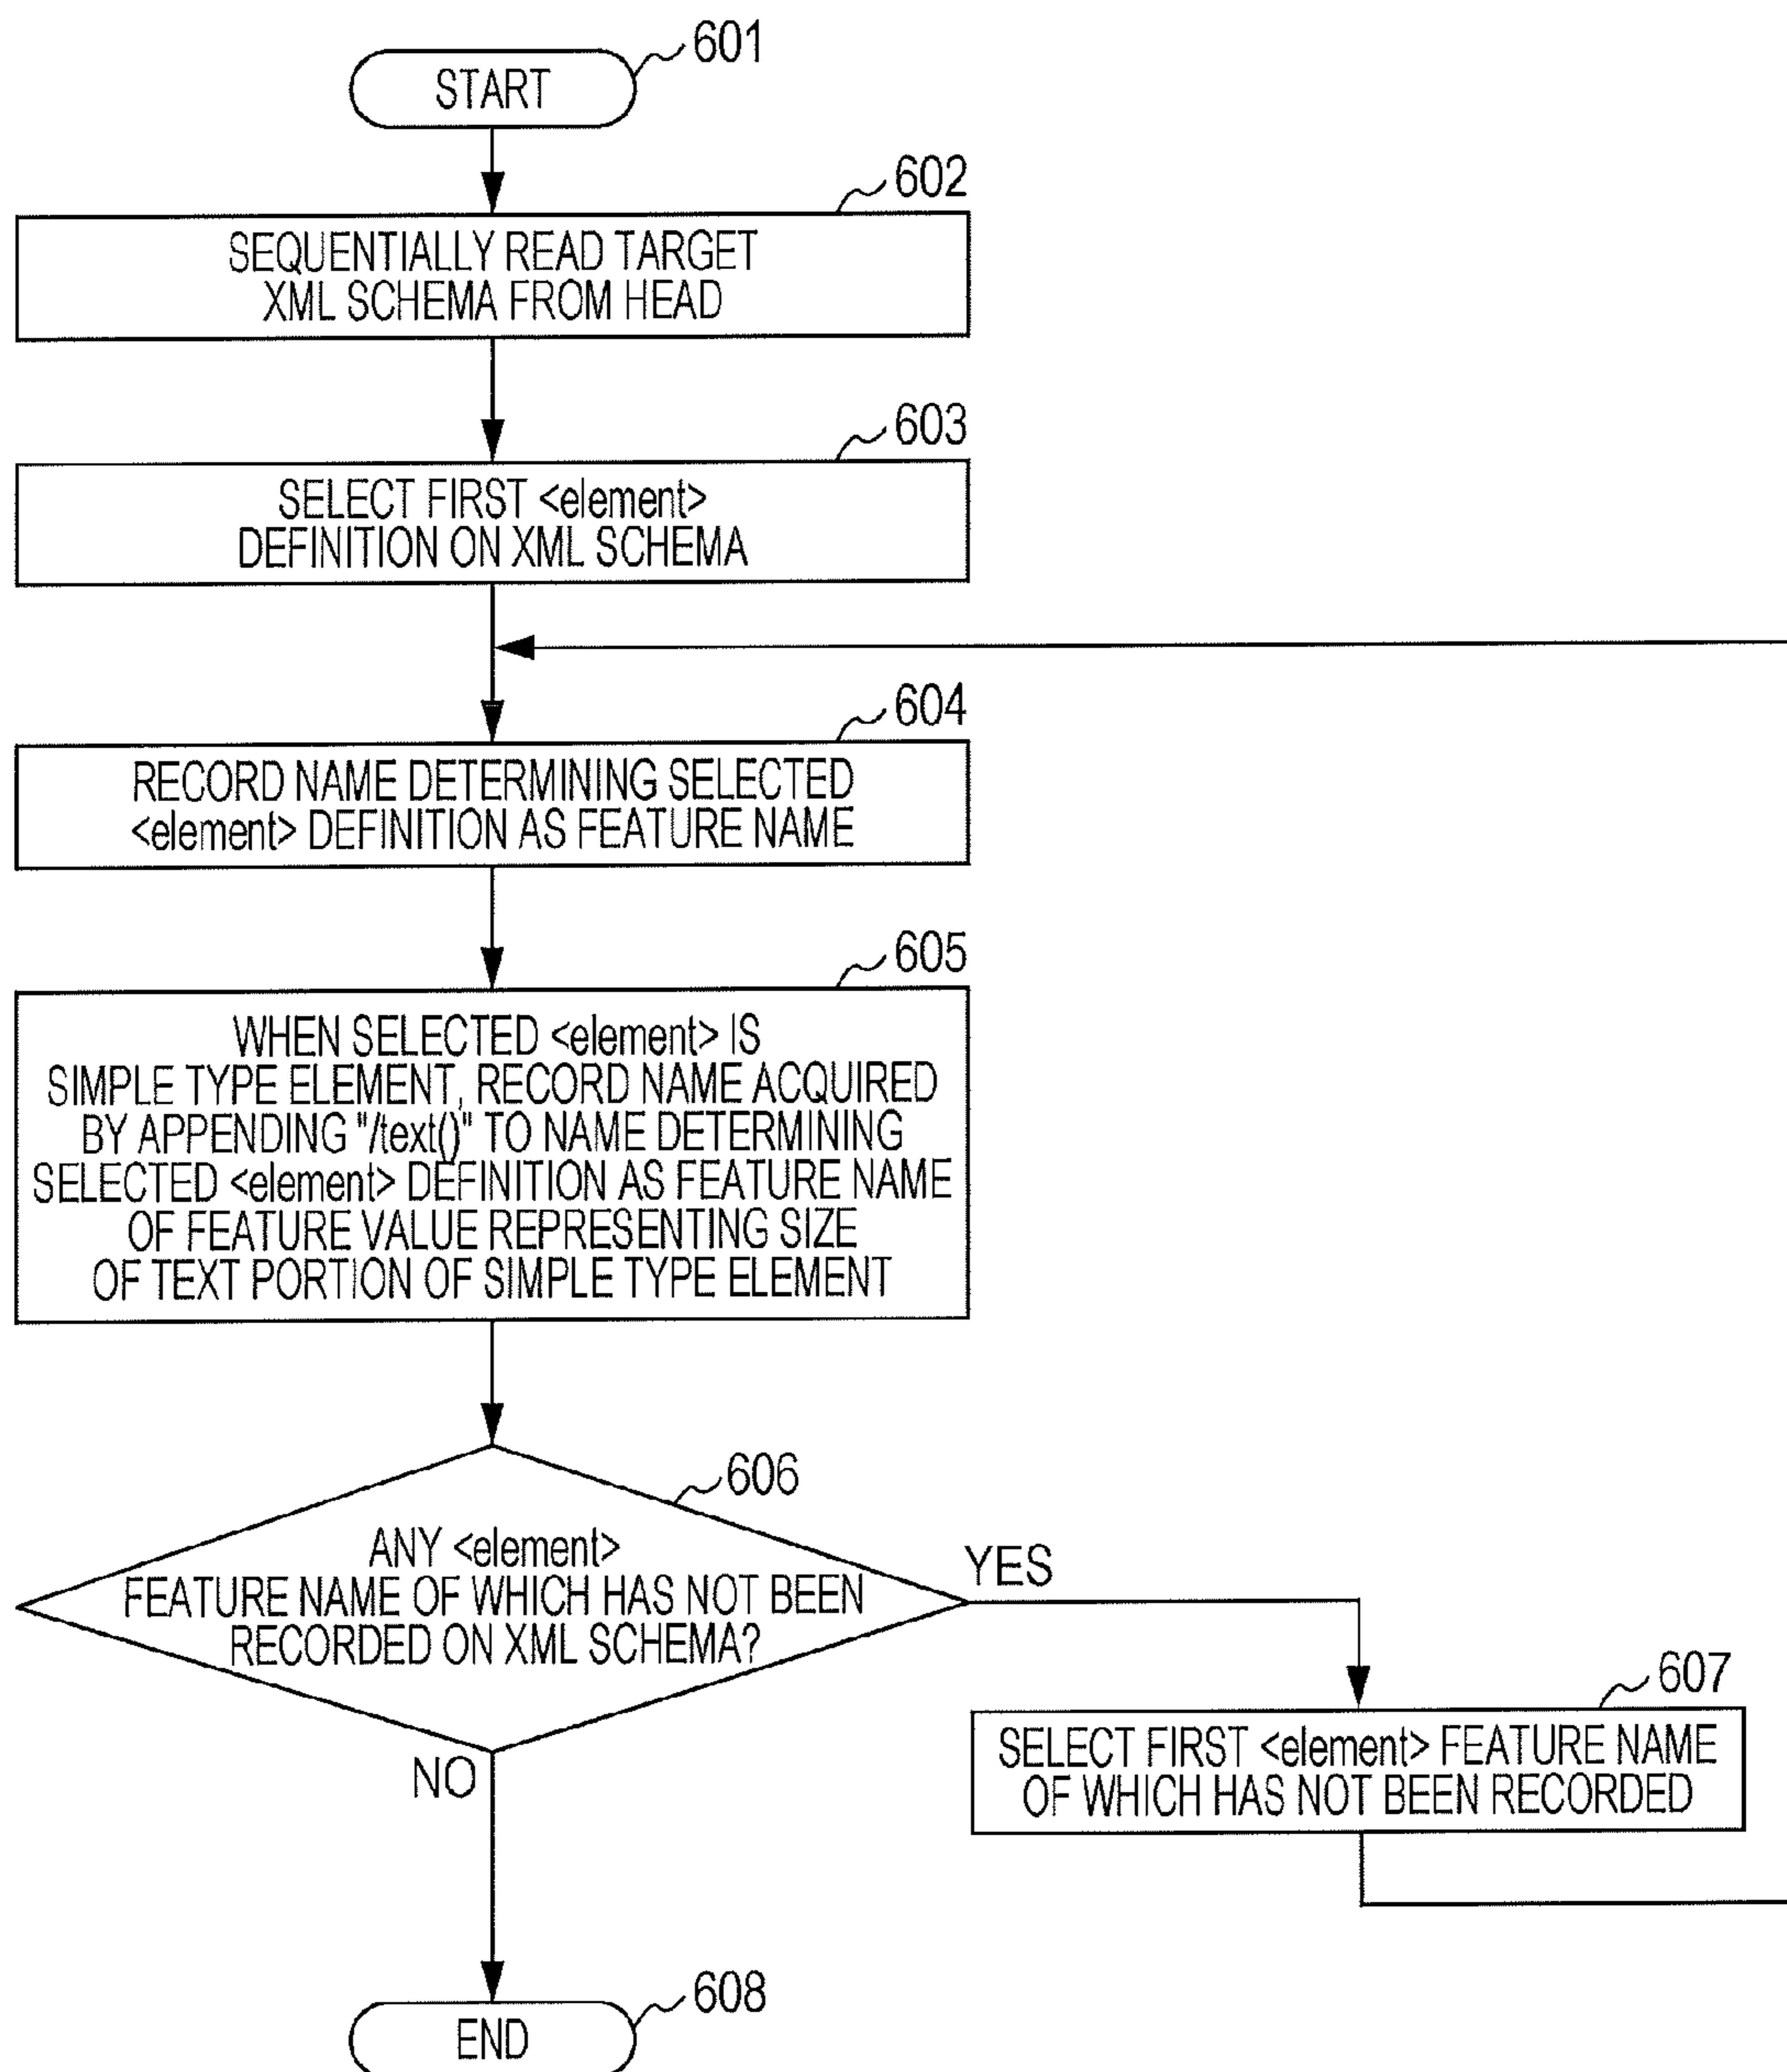 601
START
602
SEQUENTIALLY READ TARGET
XML SCHEMA FROM HEAD
603
SELECT FIRST <element>
DEFINITION ON XML SCHEMA
604
RECORD NAME DETERMINING SELECTED
<element> DEFINITION AS FEATURE NAME
605
WHEN SELECTED <element> IS
SIMPLE TYPE ELEMENT, RECORD NAME ACQUIRED
BY APPENDING "/text()" TO NAME DETERMINING
SELECTED <element> DEFINITION AS FEATURE NAME
OF FEATURE VALUE REPRESENTING SIZE
OF TEXT PORTION OF SIMPLE TYPE ELEMENT
606
ANY <element>
FEATURE NAME OF WHICH HAS NOT BEEN
RECORDED ON XML SCHEMA?
YES
607
SELECT FIRST <element> FEATURE NAME
OF WHICH HAS NOT BEEN RECORDED
NO
608
END